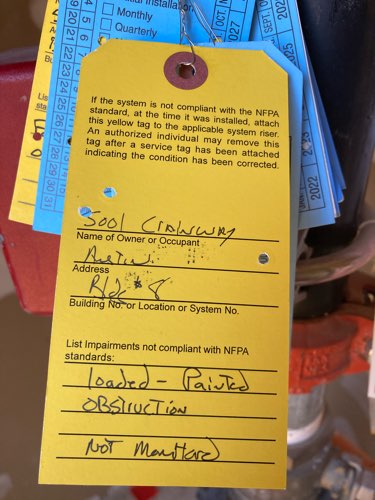 Installation
Monthly
Quarterly
If the system is not compliant with the NFPA
standard, at the time it was installed, attach
this yellow tag to the applicable system riser.
An authorized individual may remove this
tag after a service tag has been attached
indicating the condition has been corrected.
5001
Name of Owner or Occupant
Austin
Address
Bldg #8
Building No. or Location or System No.
List Impairments not compliant with NFPA
standards:
Loaded - Painted
OBSTRUCTION
Not Monitored